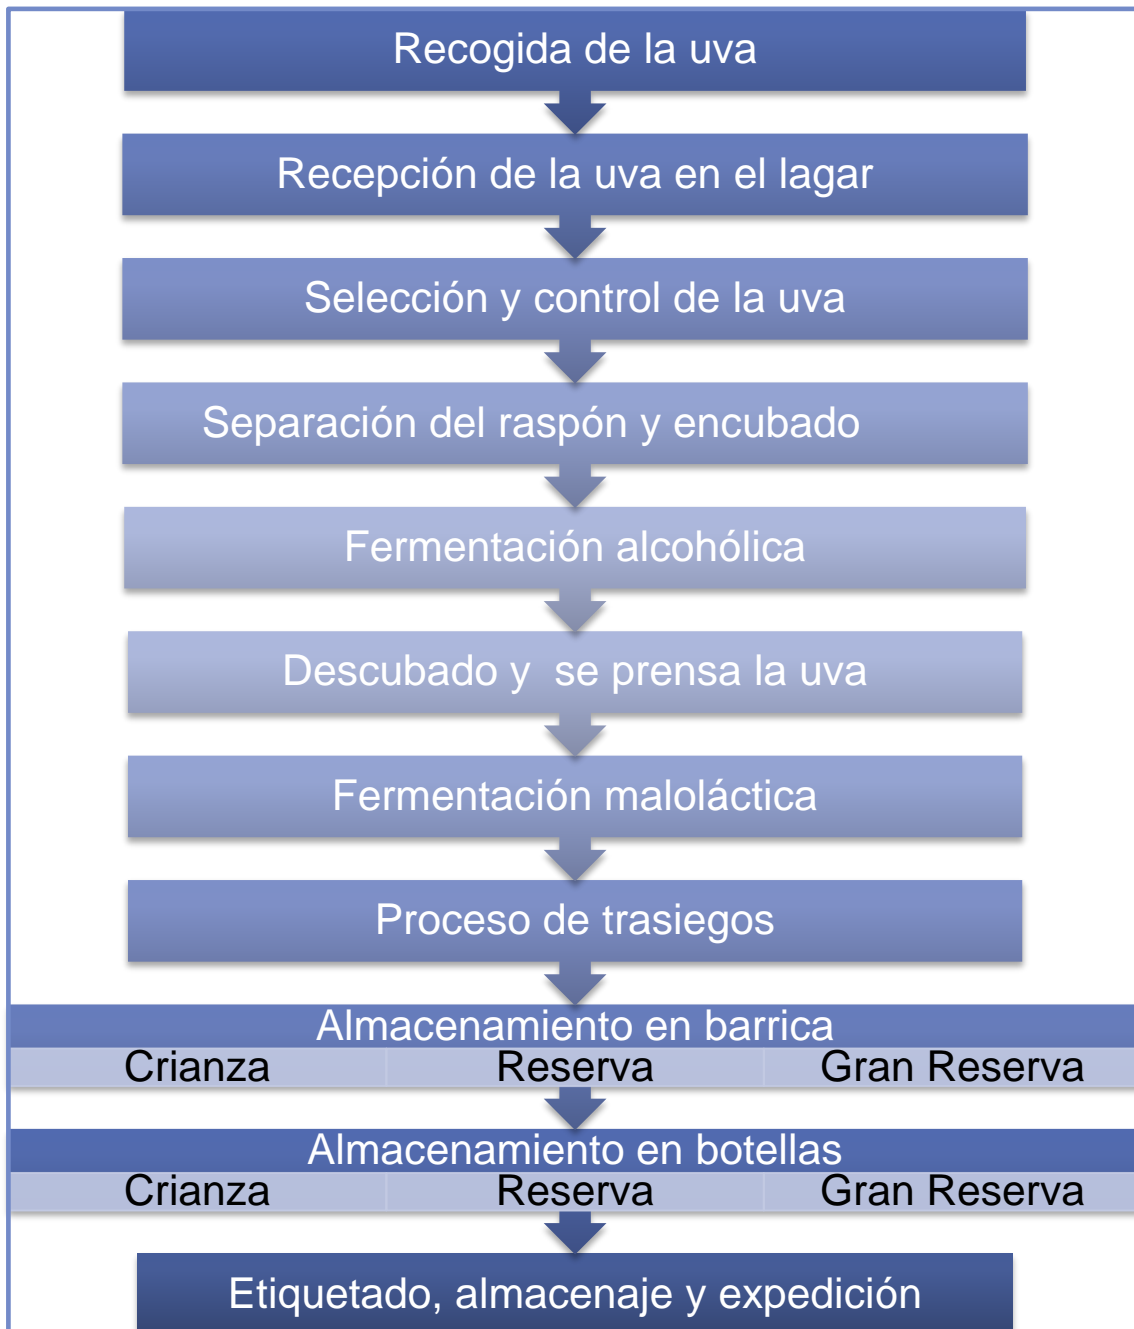 Recogida de la uva
Recepción de la uva en el lagar
Selección y control de la uva
Separación del raspón y encubado
Fermentación alcohólica
Descubado y  se prensa la uva
Fermentación maloláctica
Proceso de trasiegos
Almacenamiento en barrica
Crianza Reserva Gran Reserva
Almacenamiento en botellas
Crianza Reserva Gran Reserva
Etiquetado, almacenaje y expedición